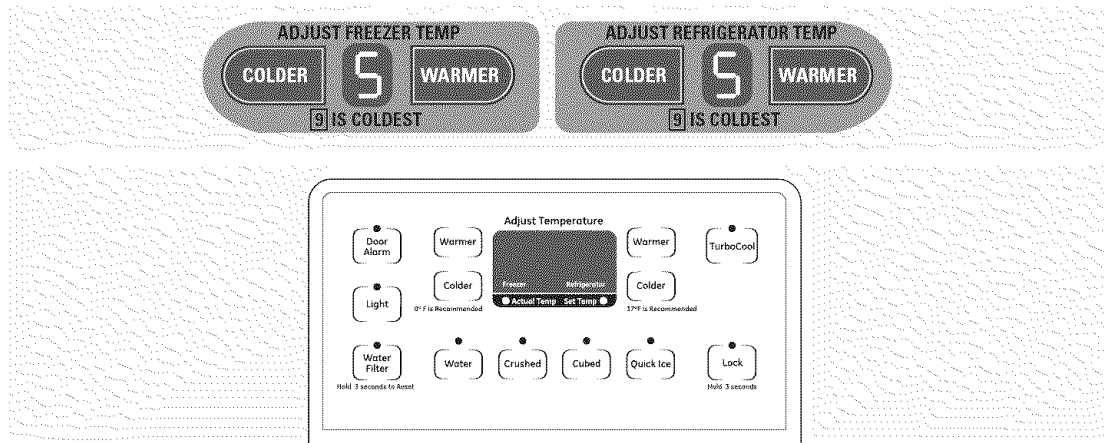 ADJUST FREEZER TEMP
COLDER 5 WARMER
9 IS COLDEST
ADJUST REFRIGERATOR TEMP
COLDER 5 WARMER
9 IS COLDEST
Adjust Temperature
Door
Alarm
Warmer
Warmer
TurboCool
Light
Colder
0° F is Recommended
Freezer Refrigerator
Actual Temp Set Temp
Colder
37°F is Recommended
Water
Filter
Hold 3 seconds to Reset
Water
Crushed
Cubed
Quick Ice
Lock
Hold 3 seconds